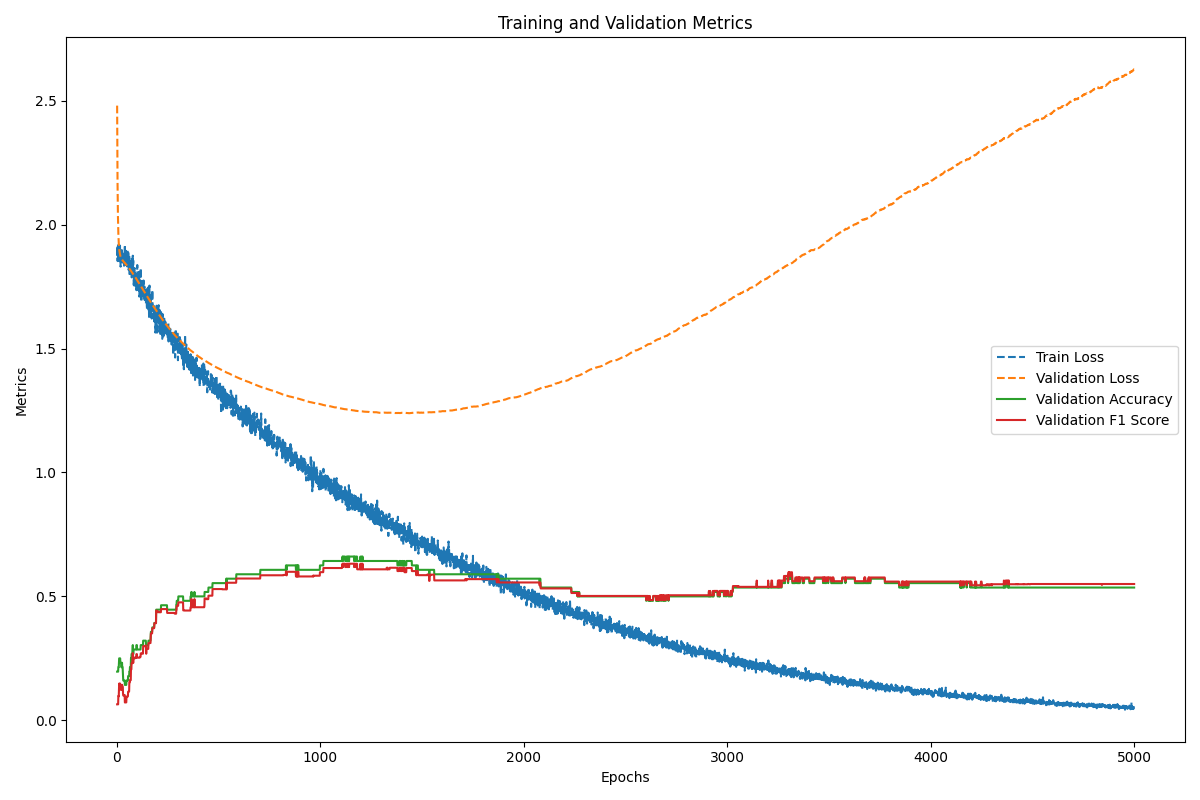 Training and Validation Metrics
Metrics
2.5
2.0
1.5
1.0
0.5
0.0
Train Loss
Validation Loss
Validation Accuracy
Validation F1 Score
0 1000 2000 3000 4000 5000
Epochs